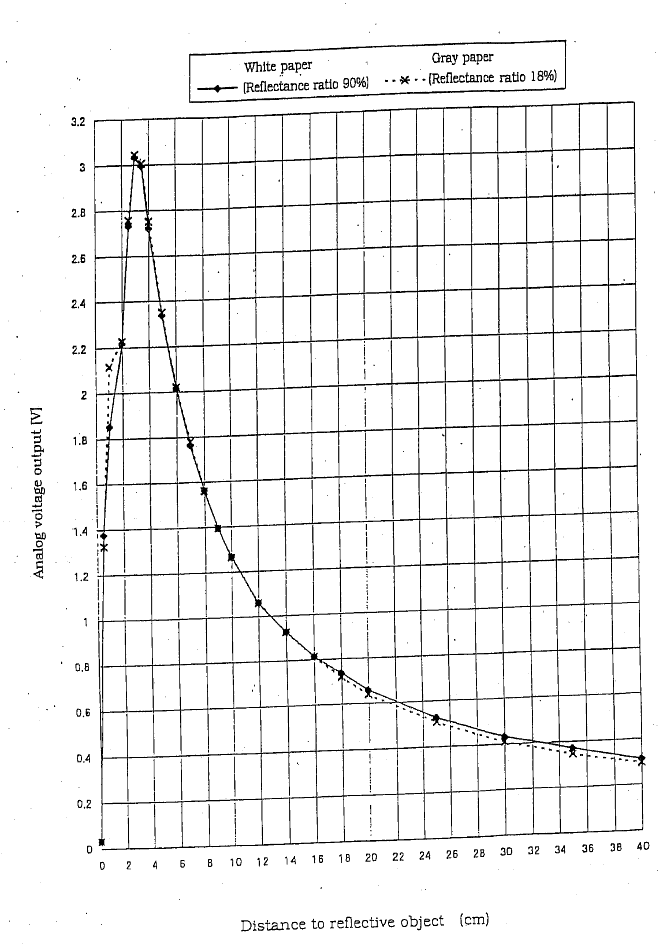 White paper
(Reflectance ratio 90%)
Gray paper
(Reflectance ratio 18%)
3.2
3
2.8
2.6
2.4
2.2
2
1.8
1.6
1.4
1.2
1
0.8
0.6
0.4
0.2
0
Analog voltage output [V]
0 2 4 6 8 10 12 14 16 18 20 22 24 26 28 30 32 34 36 38 40
Distance to reflective object (cm)